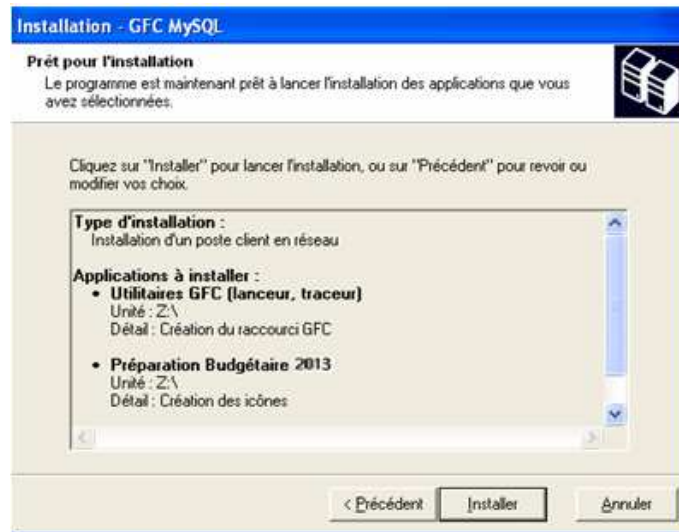 Installation - GFC MySQL
Prêt pour l'installation
Le programme est maintenant prêt à lancer l'installation des applications que vous
avez sélectionnées.
Cliquez sur "Installer" pour lancer l'installation, ou sur "Précédent" pour revoir ou
modifier vos choix.
Type d'installation :
Installation d'un poste client en réseau
Applications à installer :
• Utilitaires GFC (lanceur, traceur)
Unité : Z:\
Détail : Création du raccourci GFC
• Préparation Budgétaire 2013
Unité : Z:\
Détail : Création des icônes
< Précédent Installer Annuler